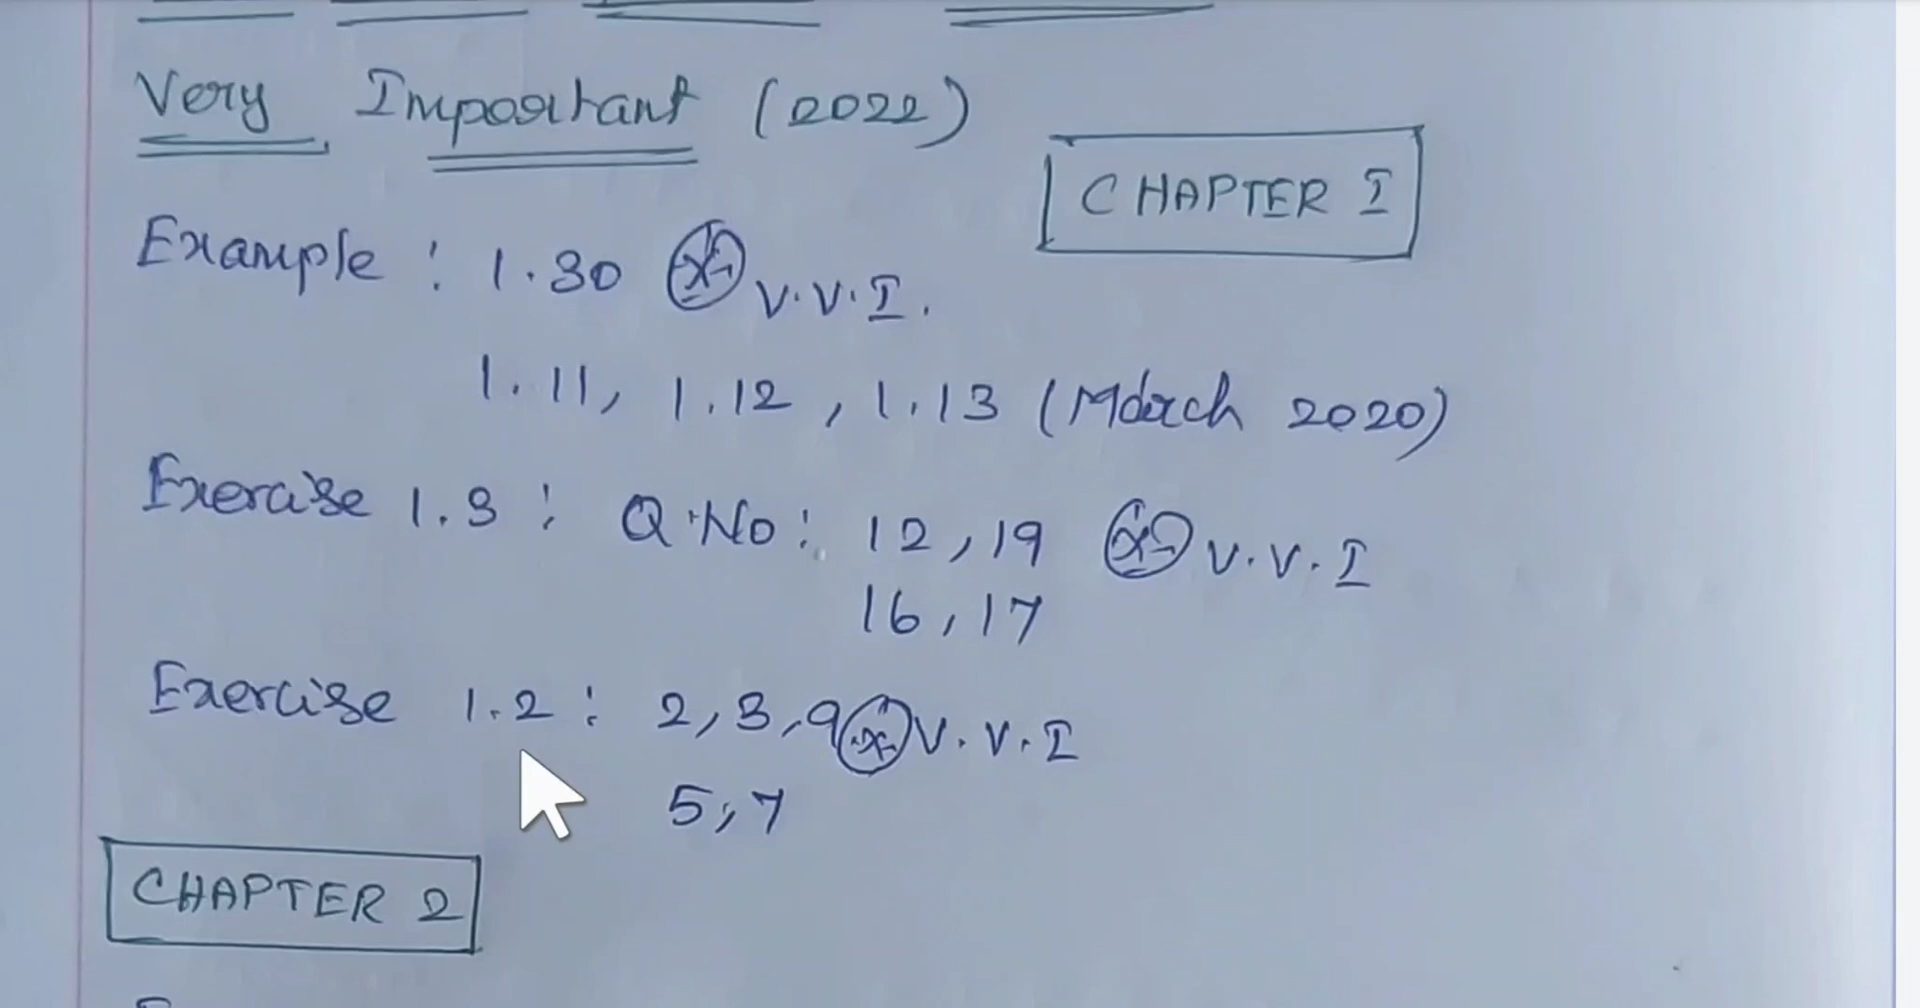 Very Important (2022)
CHAPTER I
Example : 1.30 V.V.I.
1.11, 1.12, 1.13 (March 2020)
Exercise 1.3 : Q.No : 12, 19 V.V.I
16, 17
Exercise 1.2 : 2, 3, 9 V.V.I
5, 7
CHAPTER 2